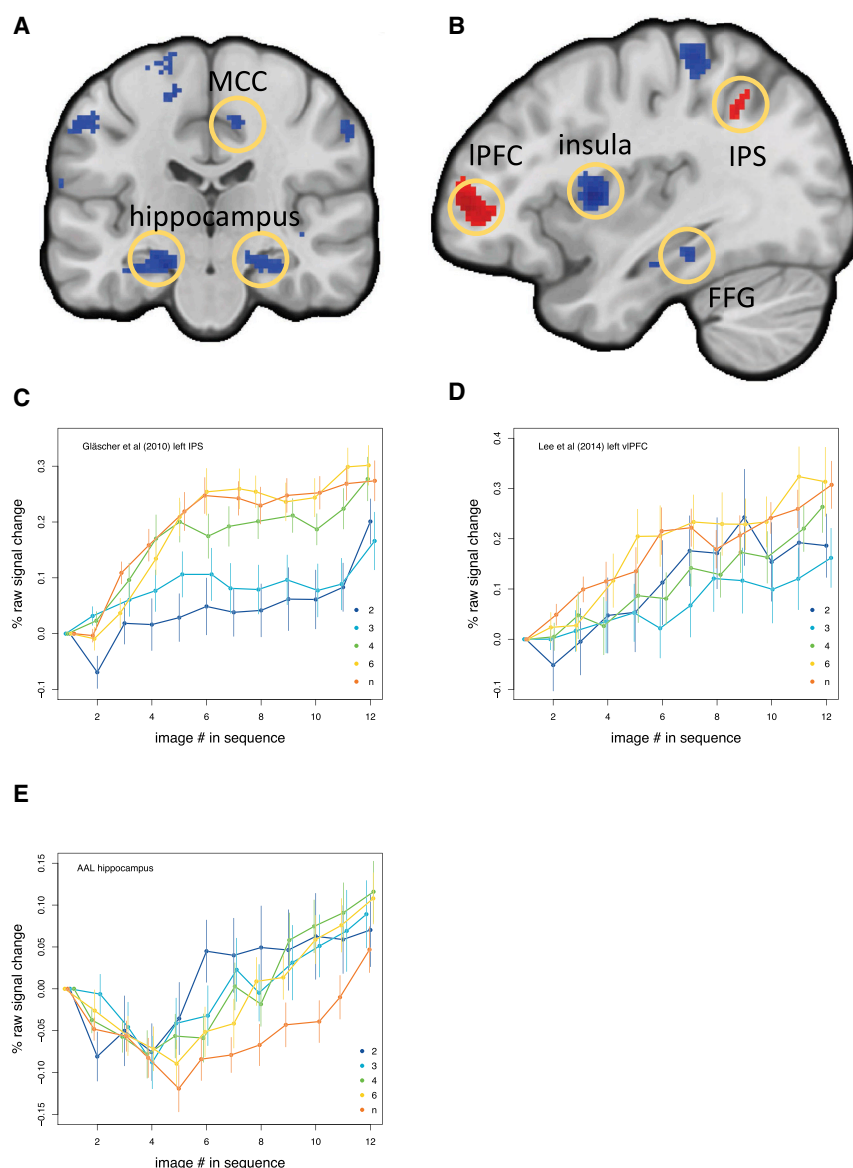 A
MCC
hippocampus
B
lPFC
insula
IPS
FFG
C
Gläscher et al (2010) left IPS
% raw signal change
0.3
0.2
0.1
0.0
−0.1
2
3
4
6
n
2 4 6 8 10 12
image # in sequence
D
Lee et al (2014) left vlPFC
% raw signal change
0.4
0.3
0.2
0.1
0.0
−0.1
2
3
4
6
n
2 4 6 8 10 12
image # in sequence
E
AAL hippocampus
% raw signal change
0.15
0.10
0.05
0.00
−0.05
−0.10
−0.15
2
3
4
6
n
2 4 6 8 10 12
image # in sequence